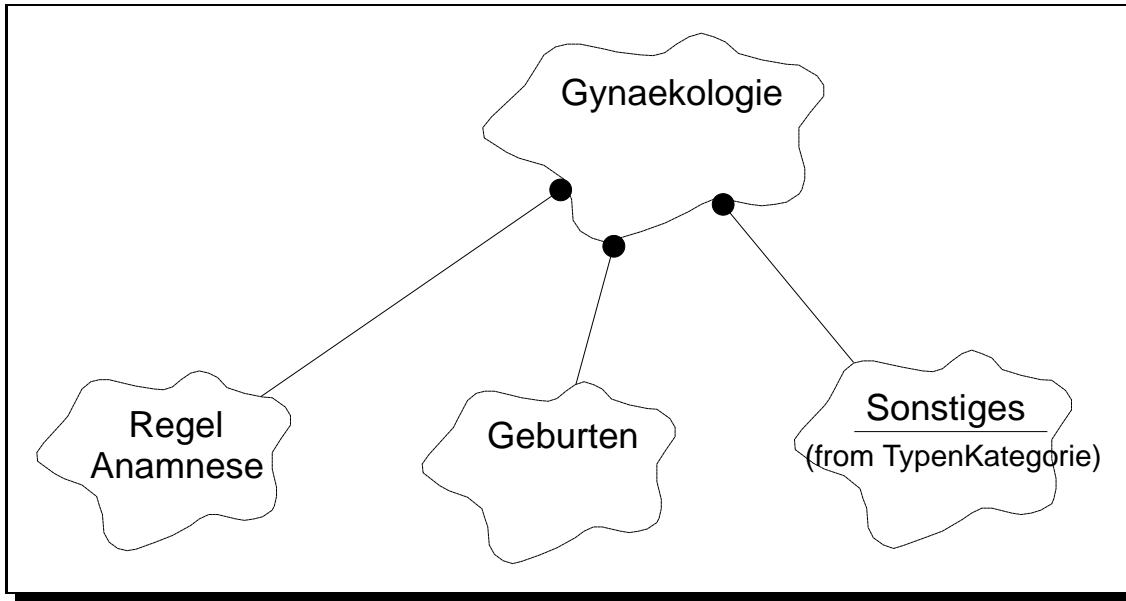 Gynaekologie
Regel
Anamnese
Geburten
Sonstiges
(from TypenKategorie)